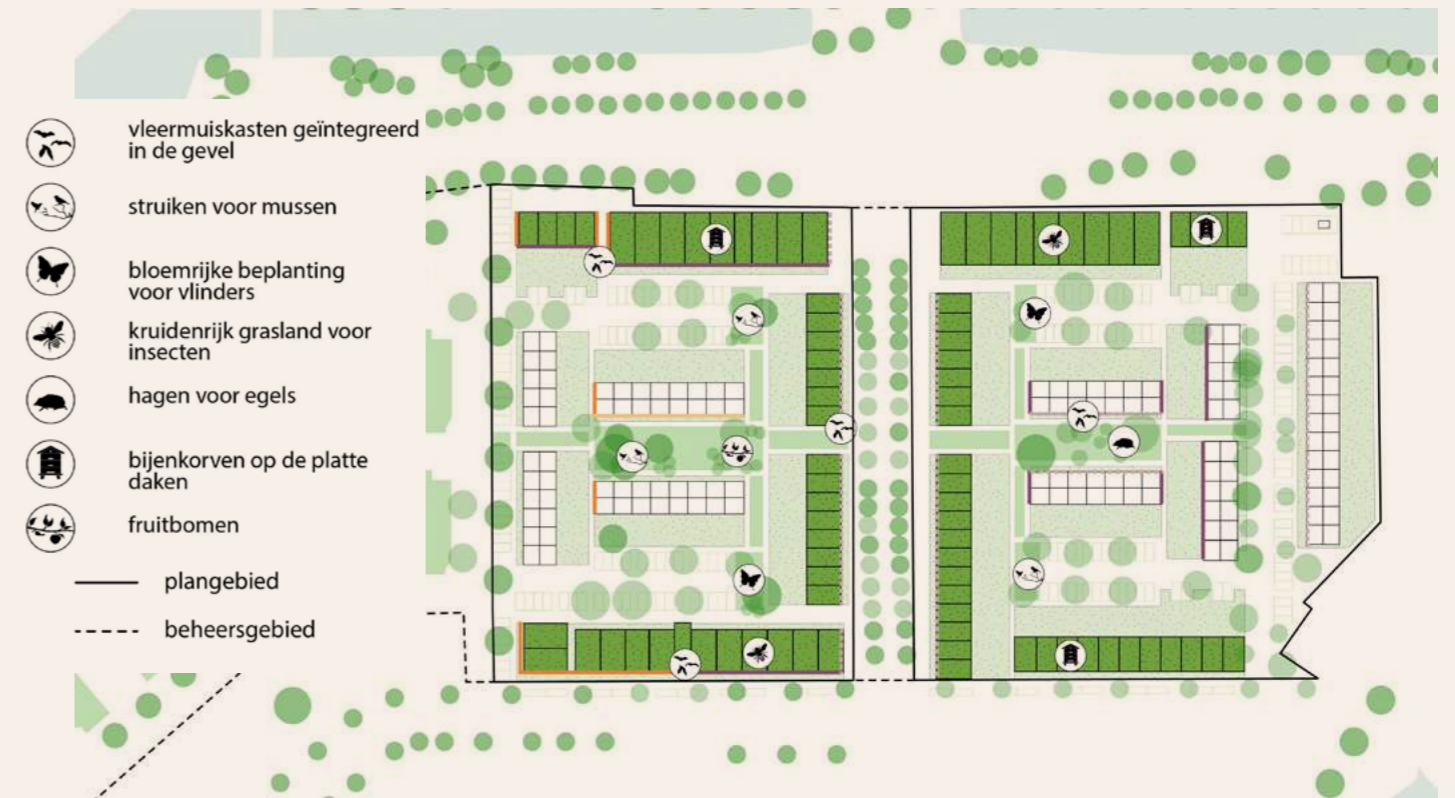 vleermuiskasten geïntegreerd
in de gevel
struiken voor mussen
bloemrijke beplanting
voor vlinders
kruidenrijk grasland voor
insecten
hagen voor egels
bijenkorven op de platte
daken
fruitbomen
plangebied
beheersgebied